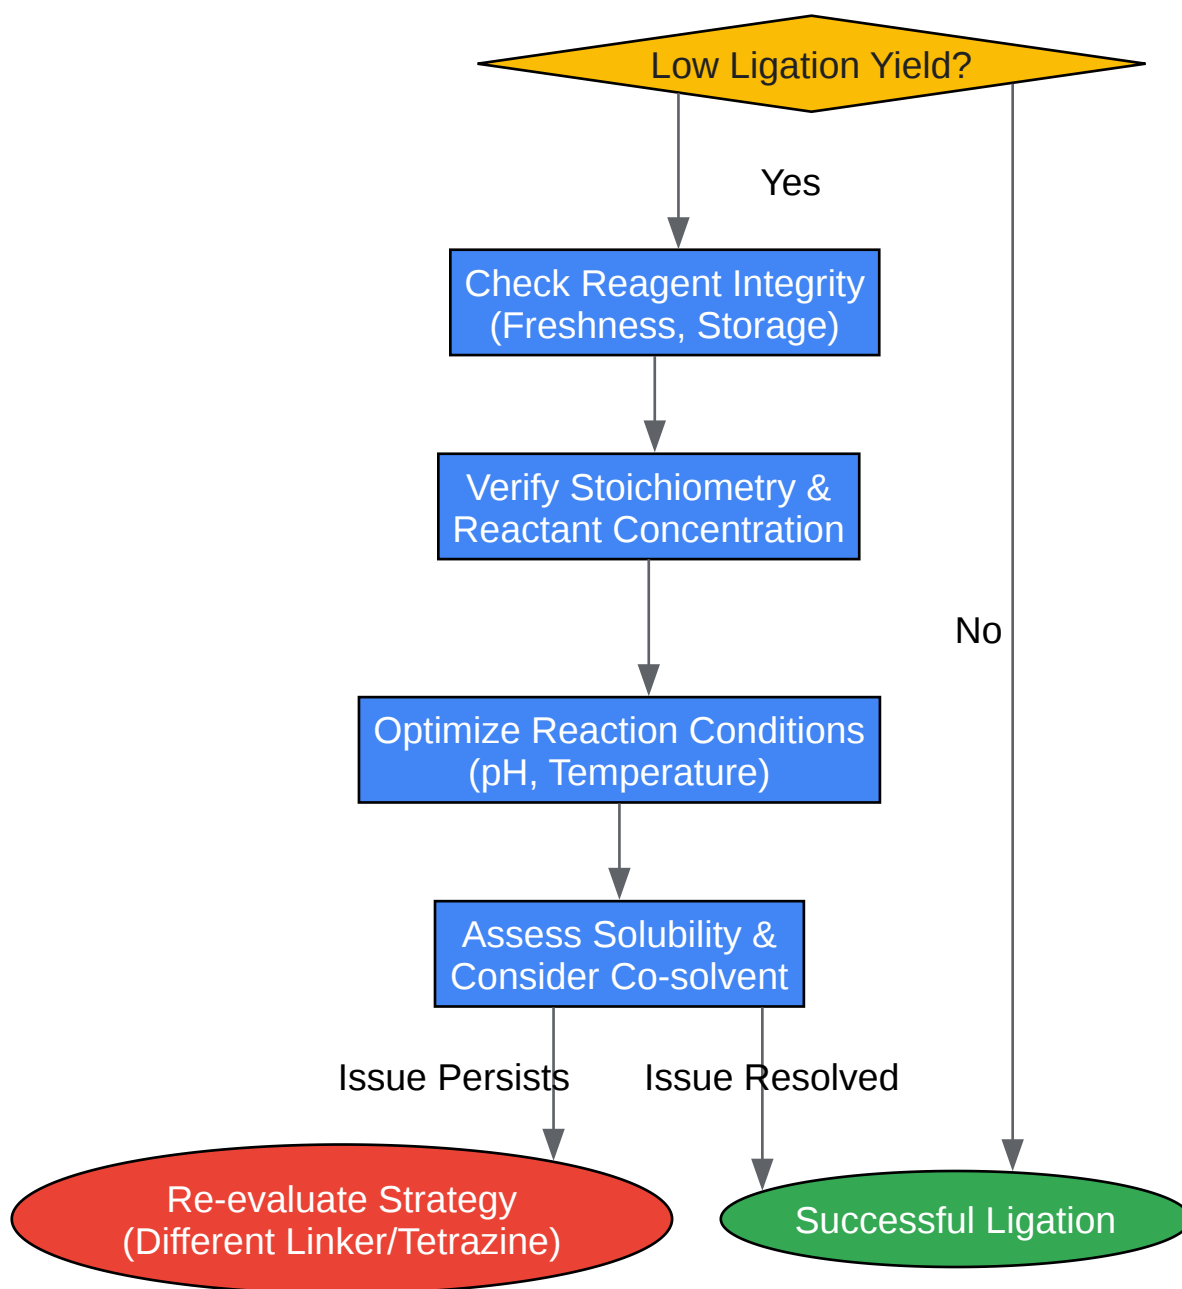 Low Ligation Yield?
Yes
Check Reagent Integrity
(Freshness, Storage)
Verify Stoichiometry &
Reactant Concentration
No
Optimize Reaction Conditions
(pH, Temperature)
Assess Solubility &
Consider Co-solvent
Issue Persists
Issue Resolved
Re-evaluate Strategy
(Different Linker/Tetrazine)
Successful Ligation